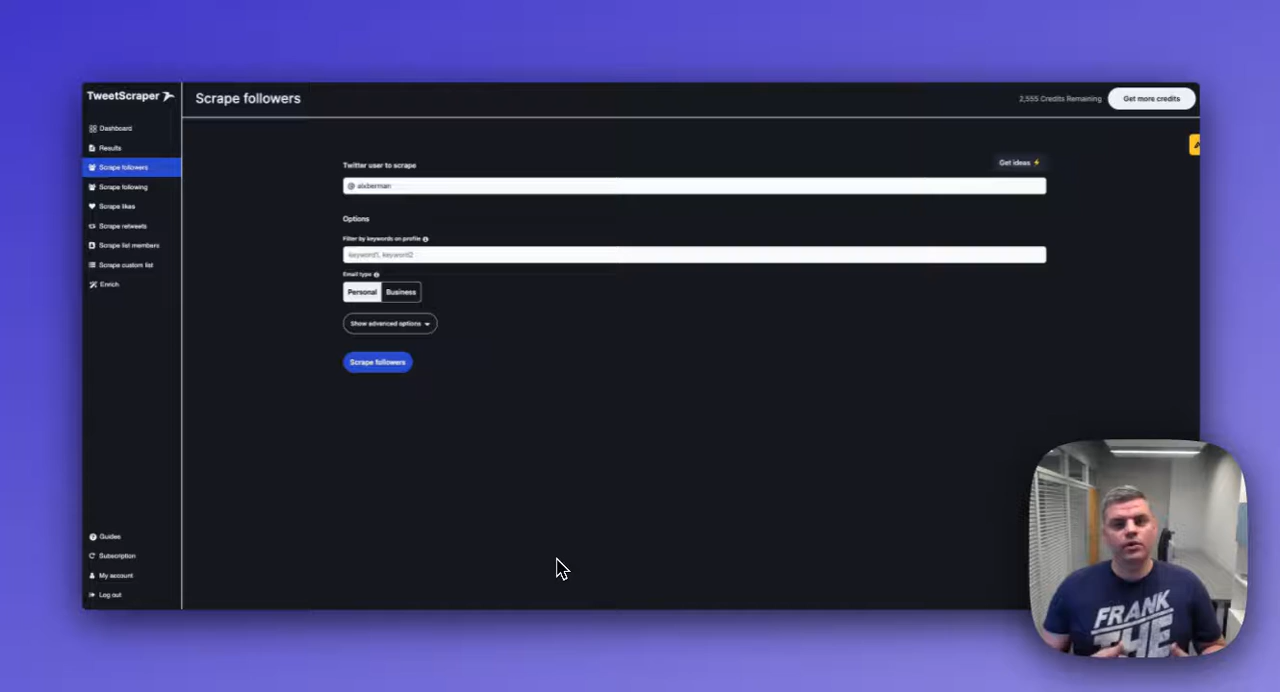 TweetScraper
Scrape followers
2,555 Credits Remaining
Get more credits
Dashboard
Results
Scrape followers
Scrape following
Scrape likes
Scrape retweets
Scrape list members
Scrape custom list
Enrich
Twitter user to scrape
Get ideas ⚡
@ alxberman
Options
Filter by keywords on profile
keyword1, keyword2
Email type
Personal
Business
Show advanced options
Scrape followers
Guides
Subscription
My account
Log out
FRANK
THE